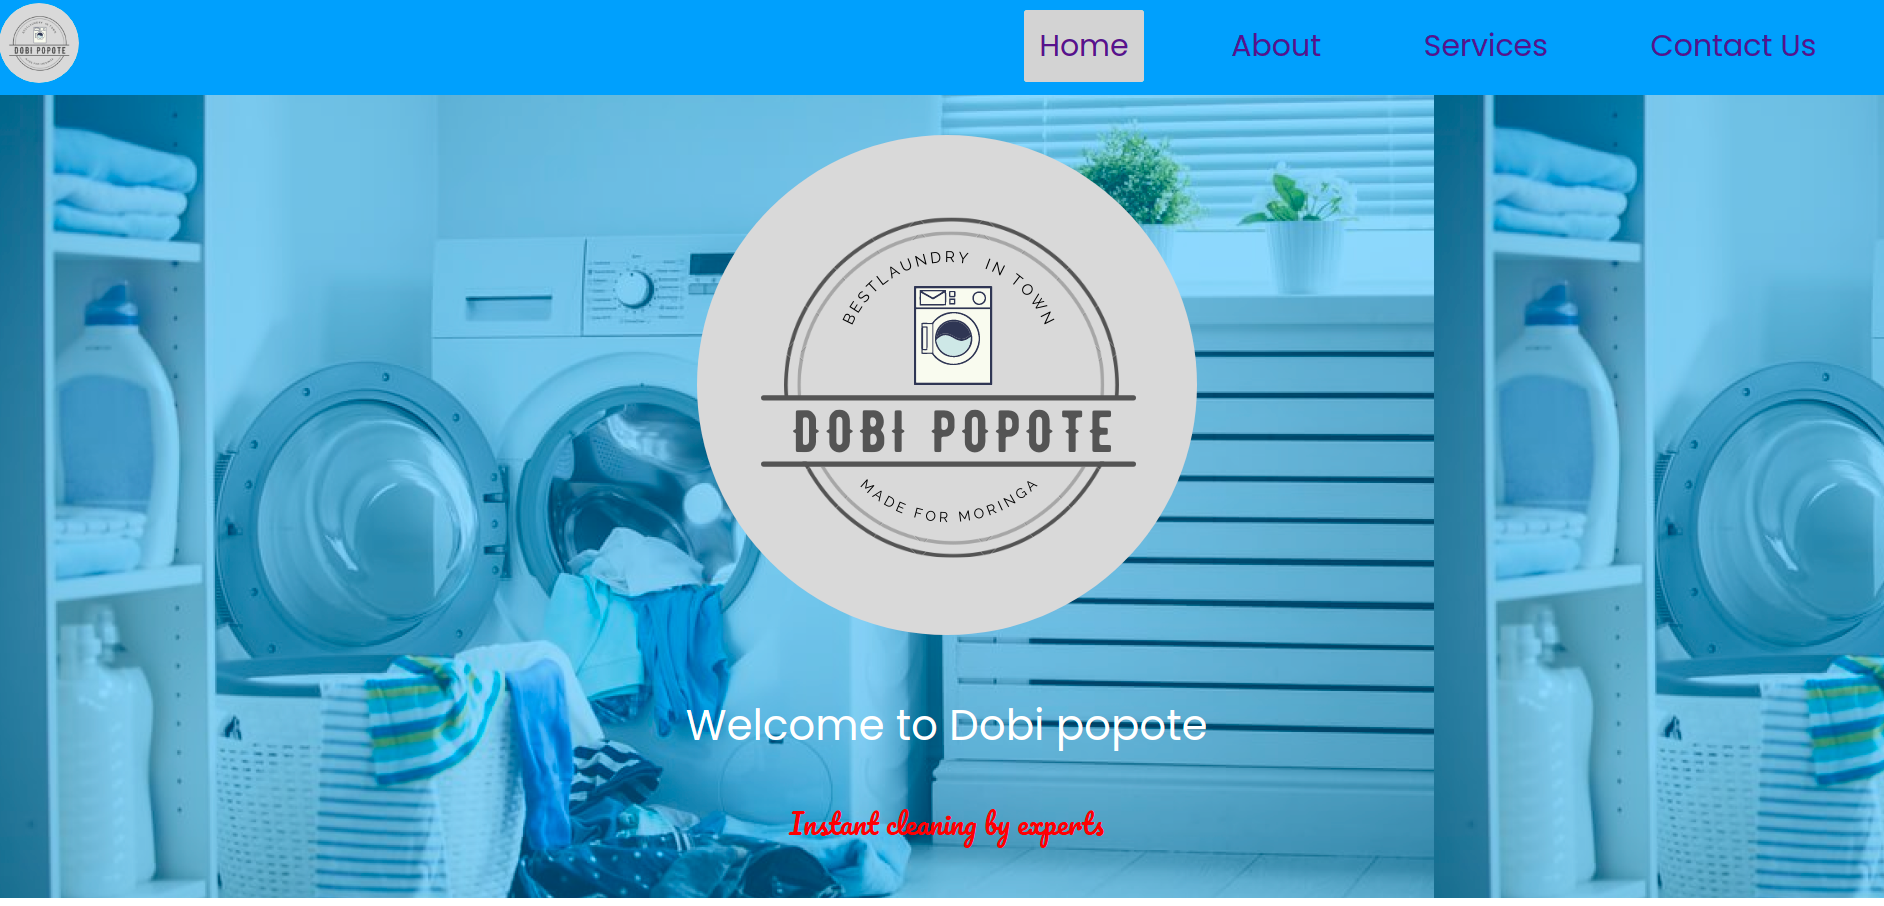 DOBI POPOTE
Home
About
Services
Contact Us
BESTLAUNDRY IN TOWN
DOBI POPOTE
MADE FOR MORINGA
Welcome to Dobi popote
Instant cleaning by experts